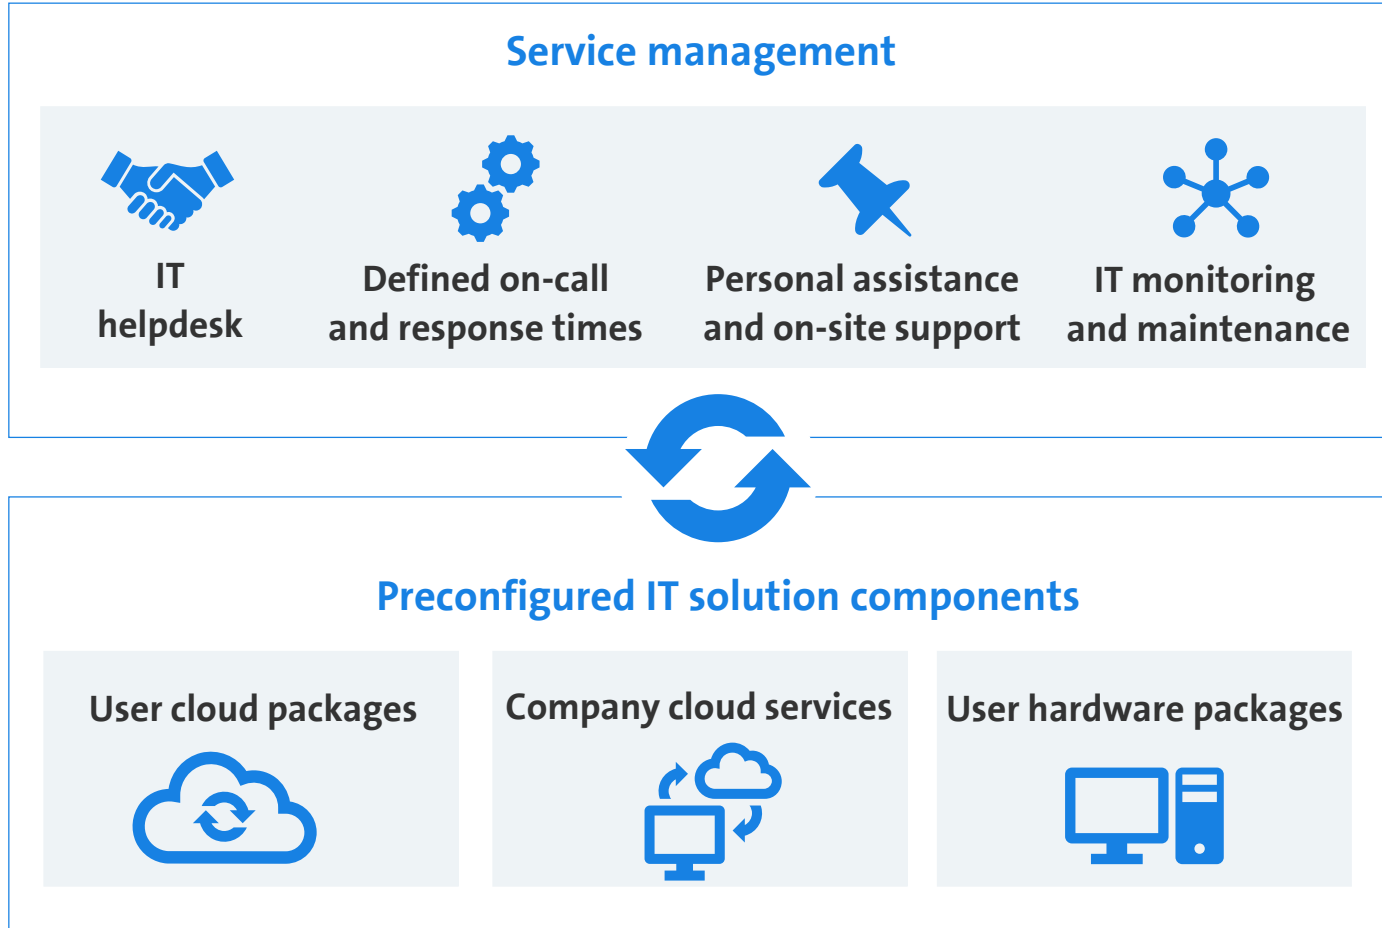 Service management
IT
helpdesk
Defined on-call
and response times
Personal assistance
and on-site support
IT monitoring
and maintenance
Preconfigured IT solution components
User cloud packages
Company cloud services
User hardware packages